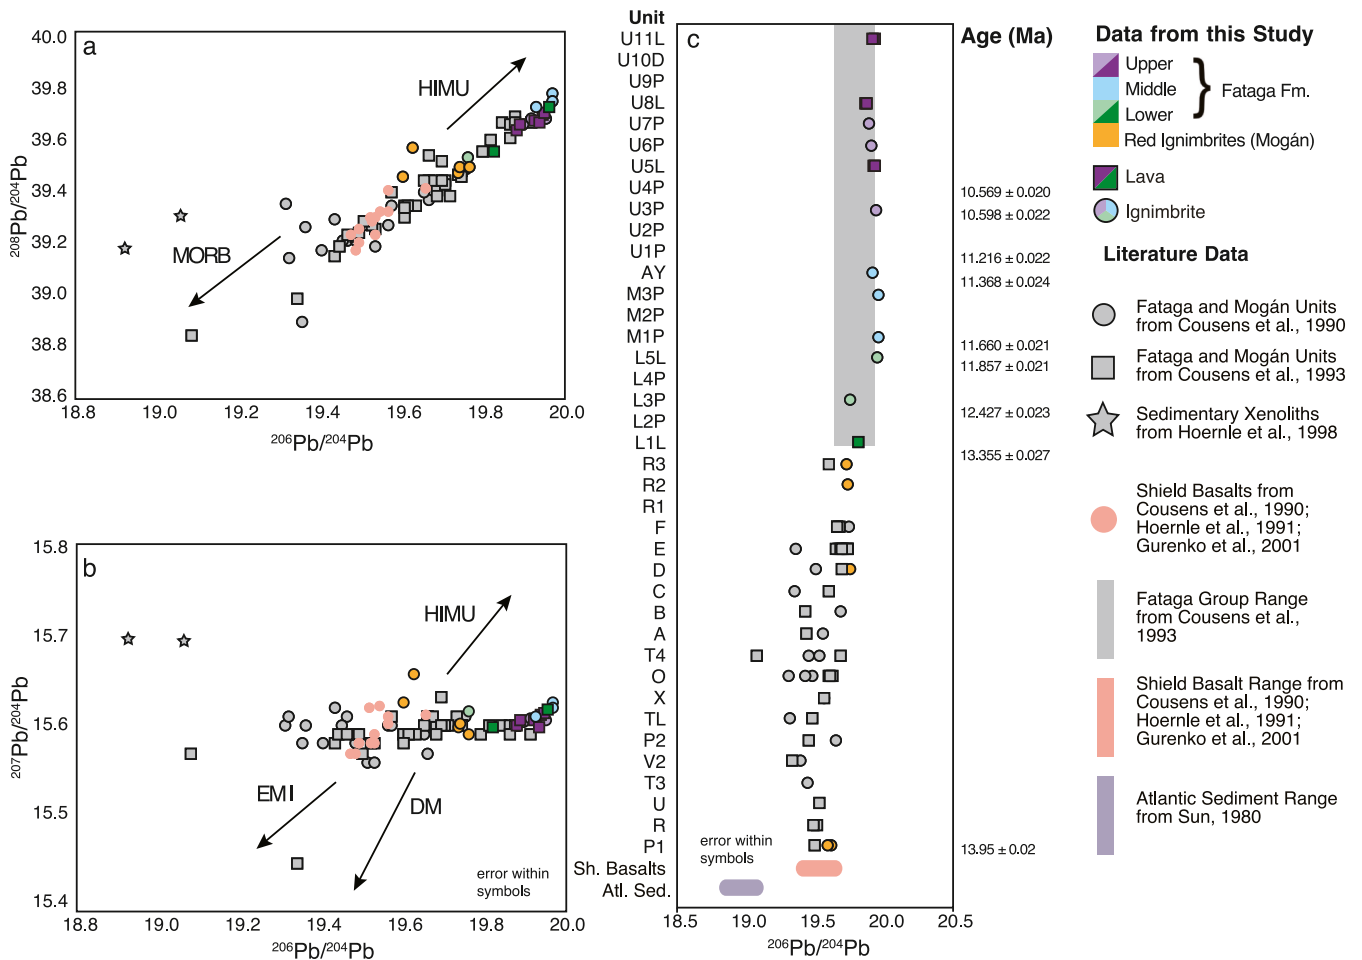 a
40.0
39.8
39.6
39.4
39.2
39.0
38.8
38.6
208Pb/204Pb
HIMU
MORB
18.8
19.0
19.2
19.4
19.6
19.8
20.0
206Pb/204Pb
b
15.8
15.7
15.6
15.5
15.4
207Pb/204Pb
HIMU
EMI
DM
error within
symbols
18.8
19.0
19.2
19.4
19.6
19.8
20.0
206Pb/204Pb
Unit
c
Age (Ma)
U11L
U10D
U9P
U8L
U7P
U6P
U5L
U4P
10.569 ± 0.020
U3P
10.598 ± 0.022
U2P
U1P
11.216 ± 0.022
AY
11.368 ± 0.024
M3P
M2P
M1P
11.660 ± 0.021
L5L
11.857 ± 0.021
L4P
L3P
12.427 ± 0.023
L2P
L1L
13.355 ± 0.027
R3
R2
R1
F
E
D
C
B
A
T4
O
X
TL
P2
V2
T3
U
R
P1
13.95 ± 0.02
error within
symbols
Sh. Basalts
Atl. Sed.
18.5
19.0
19.5
20.0
20.5
206Pb/204Pb
Data from this Study
Upper
Middle
Lower
} Fataga Fm.
Red Ignimbrites (Mogán)
Lava
Ignimbrite
Literature Data
Fataga and Mogán Units
from Cousens et al., 1990
Fataga and Mogán Units
from Cousens et al., 1993
Sedimentary Xenoliths
from Hoernle et al., 1998
Shield Basalts from
Cousens et al., 1990;
Hoernle et al., 1991;
Gurenko et al., 2001
Fataga Group Range
from Cousens et al.,
1993
Shield Basalt Range from
Cousens et al., 1990;
Hoernle et al., 1991;
Gurenko et al., 2001
Atlantic Sediment Range
from Sun, 1980